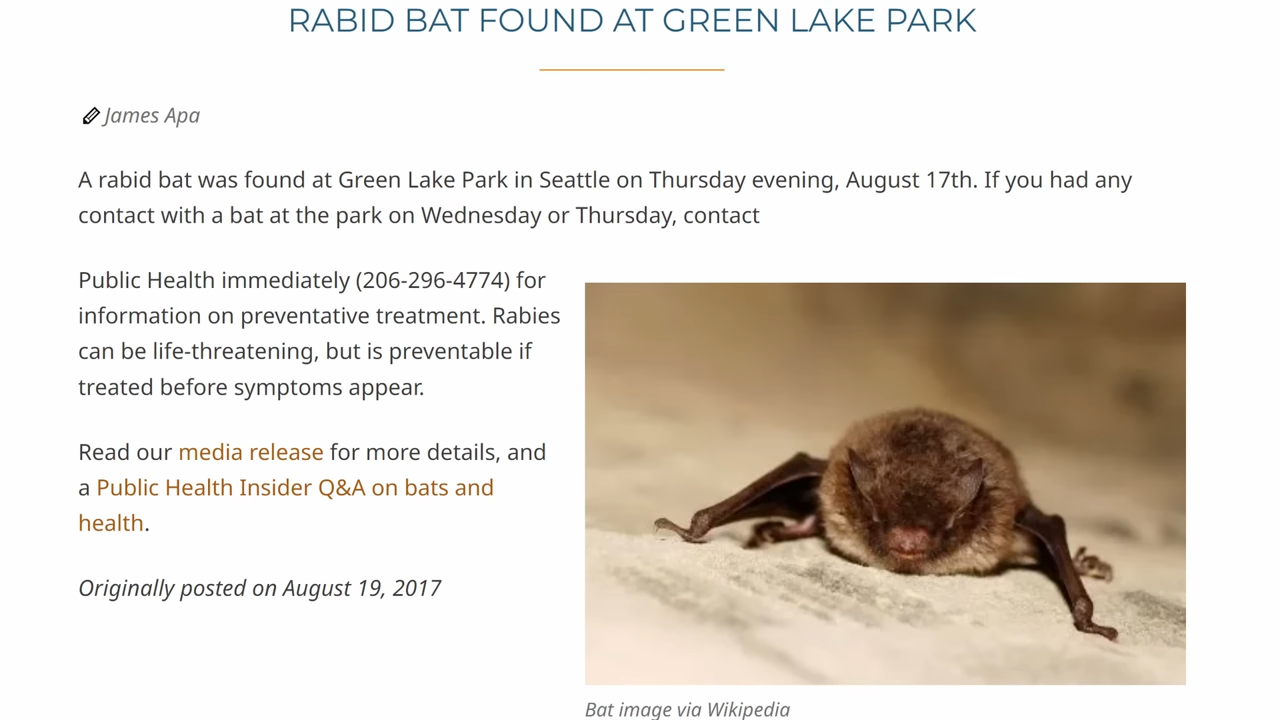 RABID BAT FOUND AT GREEN LAKE PARK
James Apa
A rabid bat was found at Green Lake Park in Seattle on Thursday evening, August 17th. If you had any
contact with a bat at the park on Wednesday or Thursday, contact
Public Health immediately (206-296-4774) for
information on preventative treatment. Rabies
can be life-threatening, but is preventable if
treated before symptoms appear.
Read our media release for more details, and
a Public Health Insider Q&A on bats and
health.
Originally posted on August 19, 2017
Bat image via Wikipedia